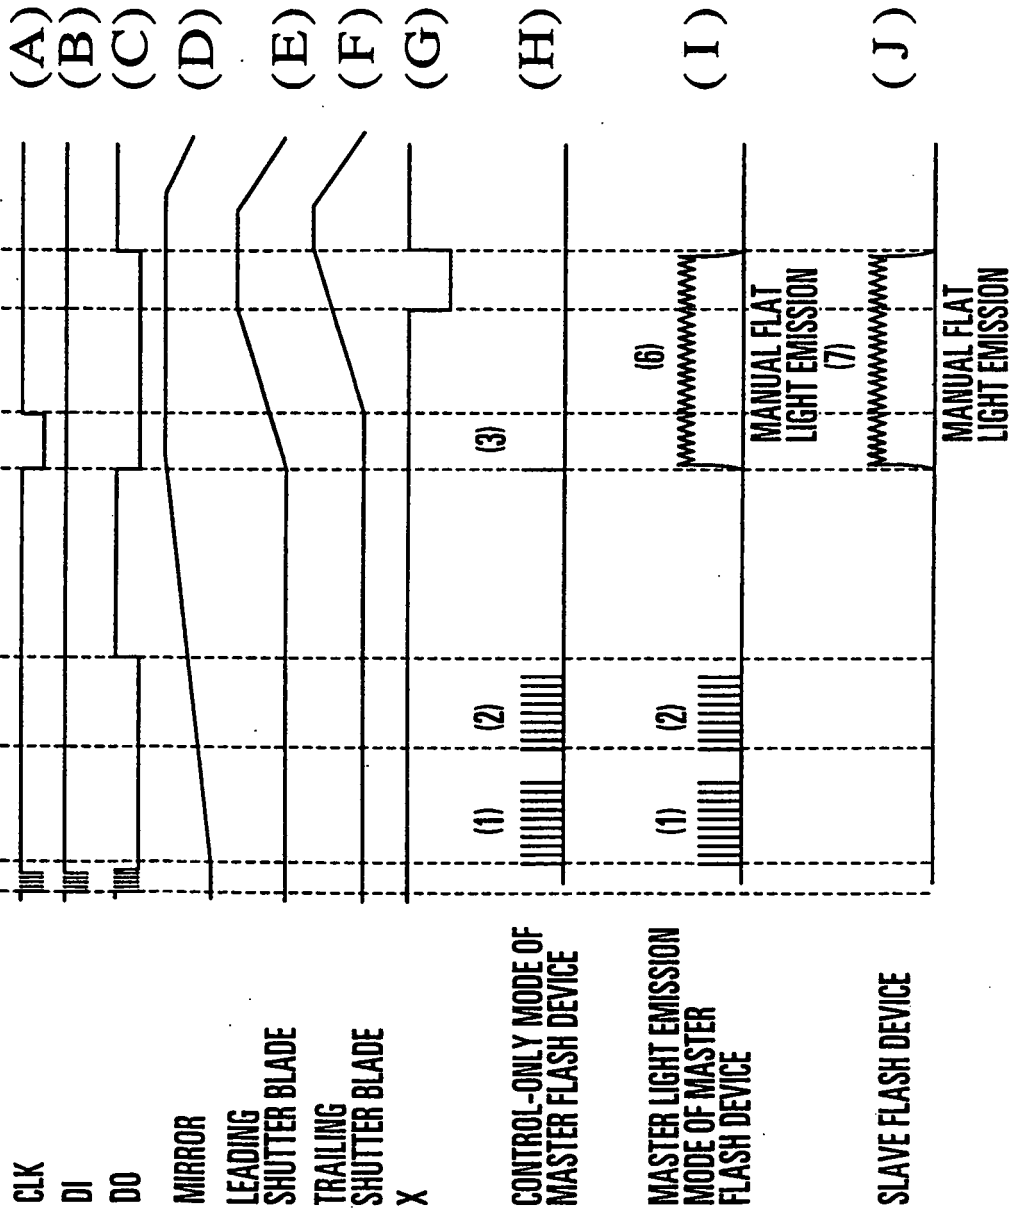 CLK
DI
DO
MIRROR
LEADING
SHUTTER BLADE
TRAILING
SHUTTER BLADE
X
CONTROL-ONLY MODE OF
MASTER FLASH DEVICE
MASTER LIGHT EMISSION
MODE OF MASTER
FLASH DEVICE
SLAVE FLASH DEVICE
(1)
(2)
(3)
(1)
(2)
(6)
MANUAL FLAT
LIGHT EMISSION
(7)
MANUAL FLAT
LIGHT EMISSION
(A)
(B)
(C)
(D)
(E)
(F)
(G)
(H)
(I)
(J)